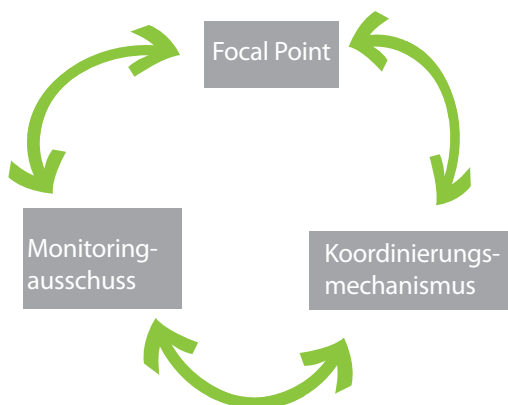 Focal Point
Monitoring-
ausschuss
Koordinierungs-
mechanismus